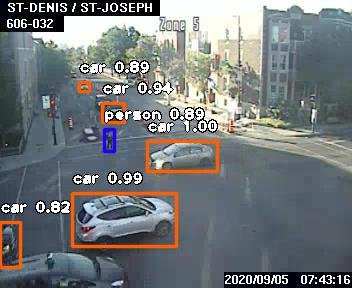 ST-DENIS / ST-JOSEPH
606-032
Zone 5
car 0.89
car 0.94
person 0.89
car 1.00
car 0.99
car 0.82
2020/09/05 07:43:16